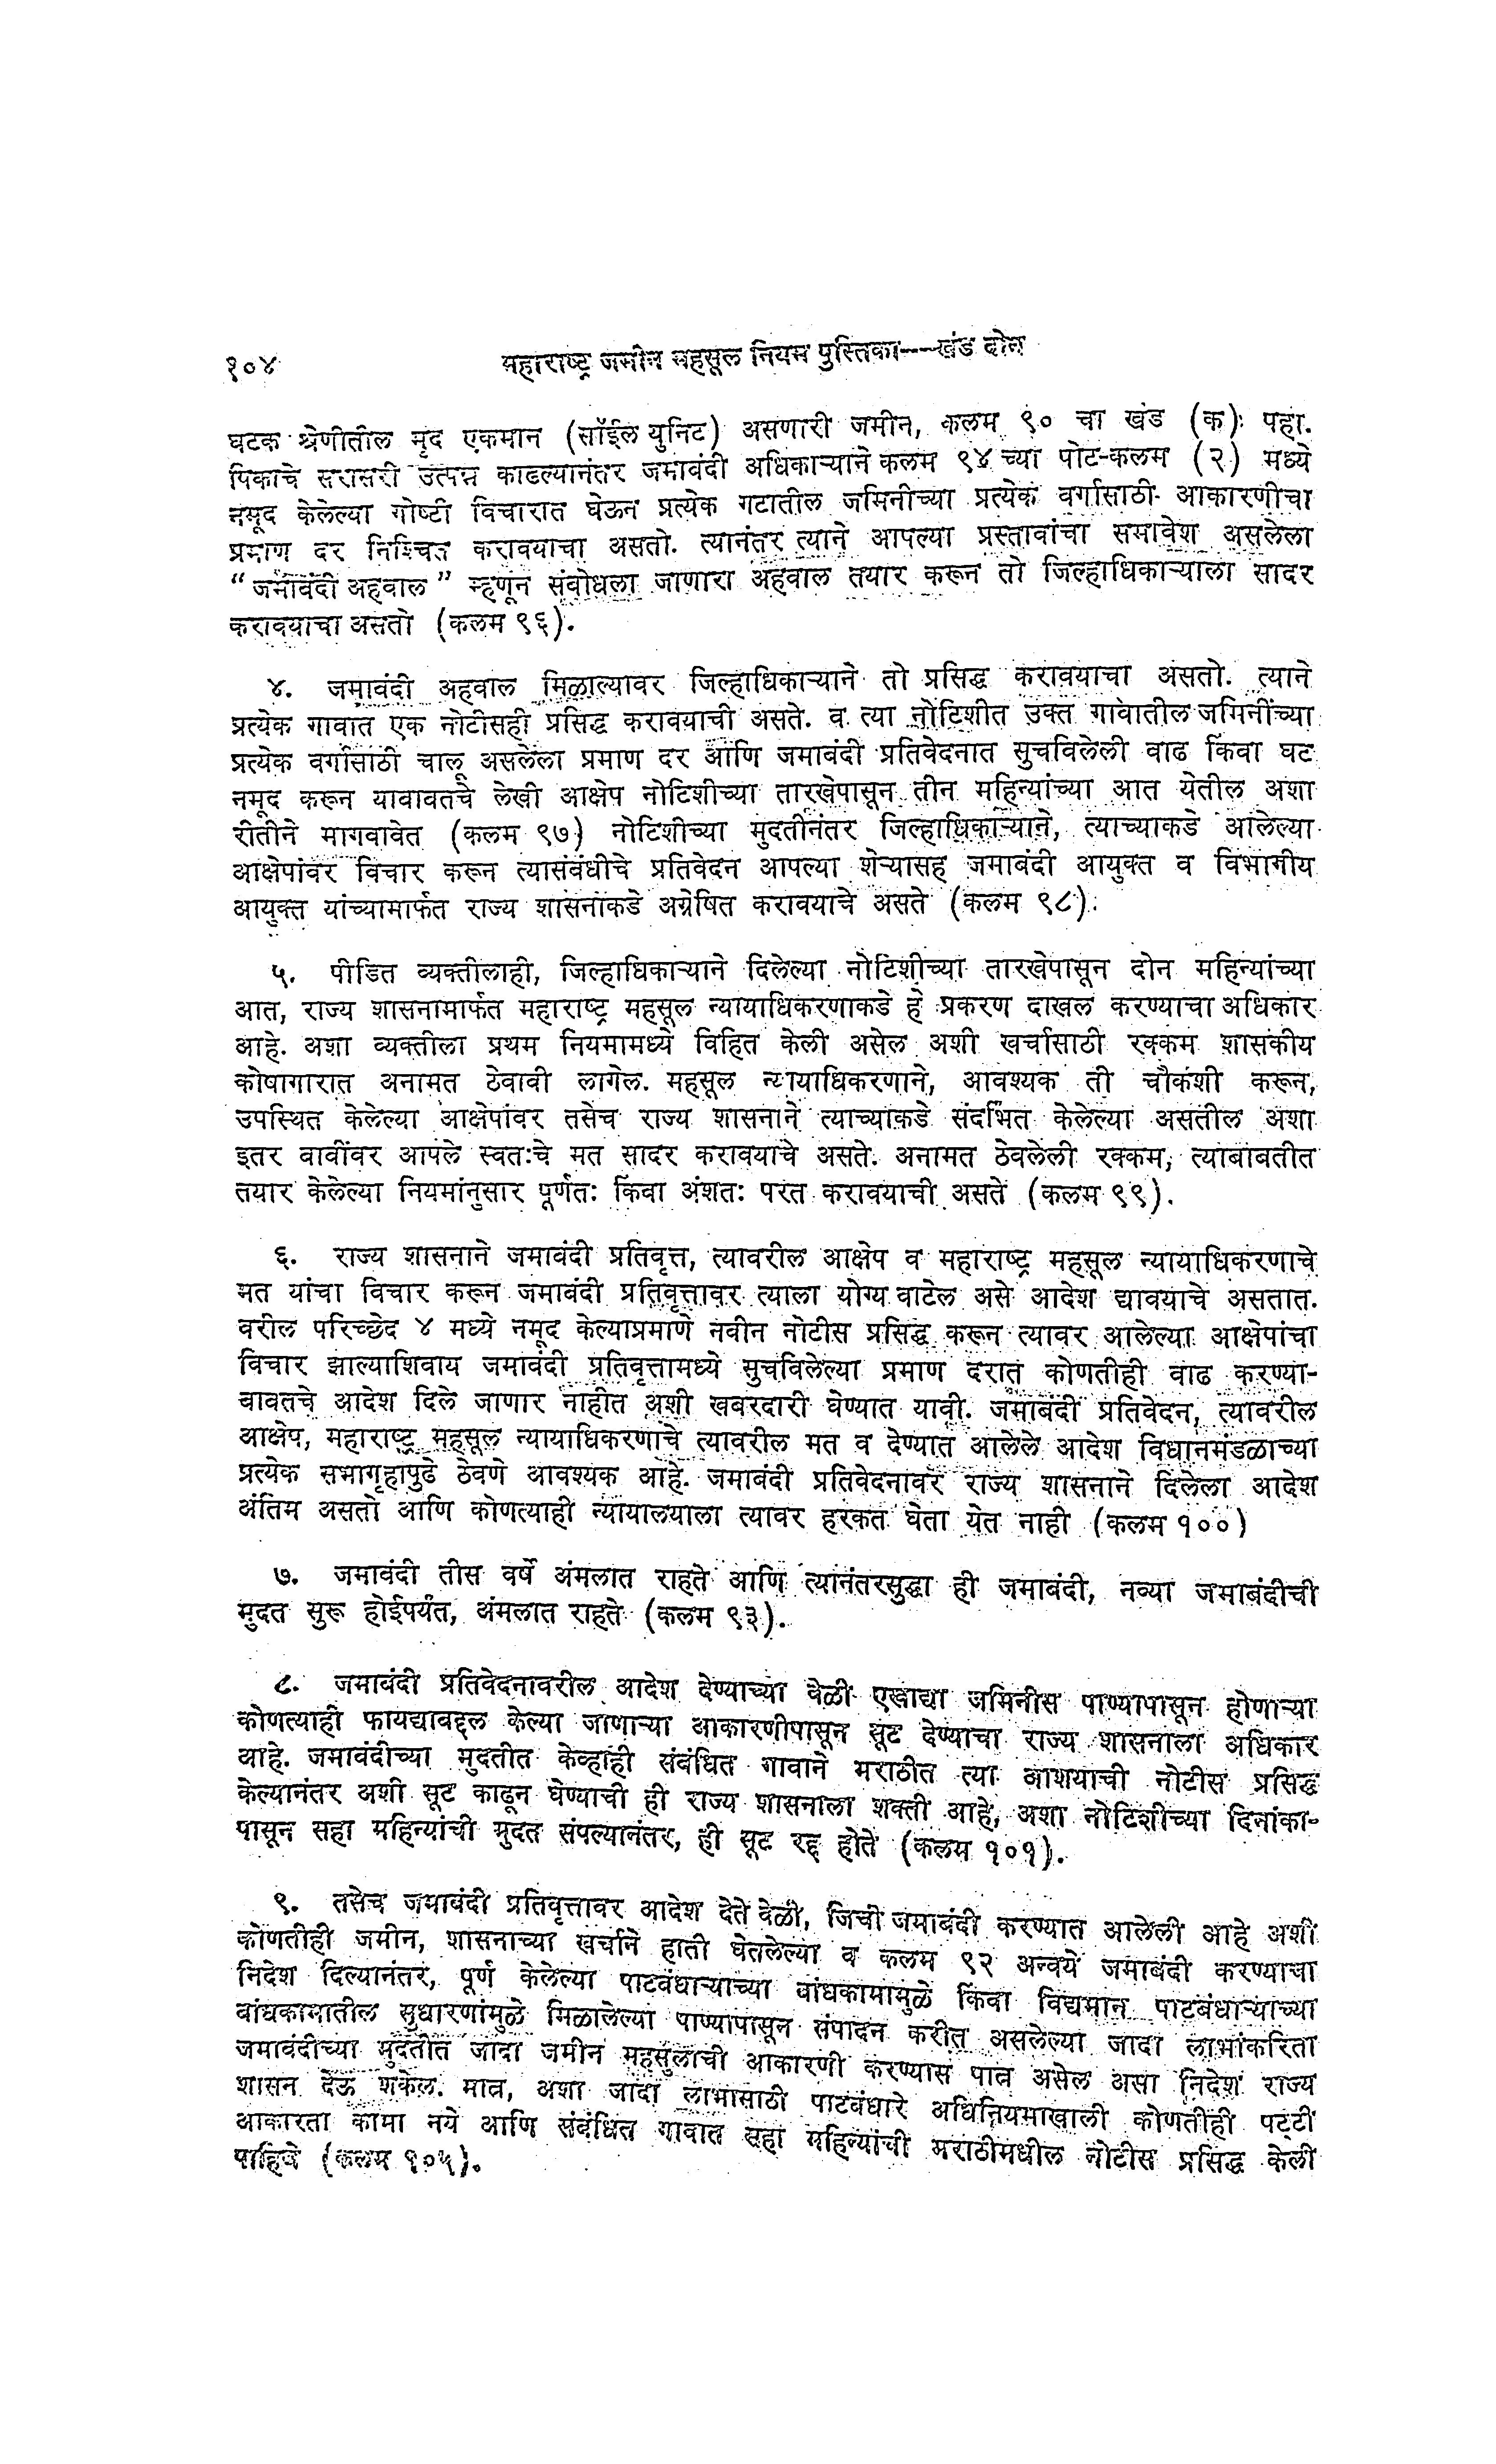 १०४ महाराष्ट्र जमीन महसूल नियम पुस्तिका----खंड दोन
घटक श्रेणीतील मृद एकमान (सॉईल युनिट) असणारी जमीन, कलम ९० चा खंड (क) पहा.
पिकाचे सरासरी उत्पन्न काढल्यानंतर जमाबंदी अधिकाऱ्याने कलम ९४ च्या पोट-कलम (२) मध्ये
नमूद केलेल्या गोष्टी विचारात घेऊन प्रत्येक गटातील जमिनीच्या प्रत्येक वर्गासाठी आकारणीचा
प्रमाण दर निश्चित करावयाचा असतो. त्यानंतर त्याने आपल्या प्रस्तावांचा समावेश असलेला
“जमाबंदी अहवाल” म्हणून संबोधला जाणारा अहवाल तयार करून तो जिल्हाधिकाऱ्याला सादर
करावयाचा असतो (कलम ९६).
४. जमाबंदी अहवाल मिळाल्यावर जिल्हाधिकाऱ्याने तो प्रसिद्ध करावयाचा असतो. त्याने
प्रत्येक गावात एक नोटीसही प्रसिद्ध करावयाची असते. व त्या नोटिशीत उक्त गावातील जमिनींच्या
प्रत्येक वर्गासाठी चालू असलेला प्रमाण दर आणि जमाबंदी प्रतिवेदनात सुचविलेली वाढ किंवा घट
नमूद करून याबाबतचे लेखी आक्षेप नोटिशीच्या तारखेपासून तीन महिन्यांच्या आत येतील अशा
रीतीने मागवावेत (कलम ९७) नोटिशीच्या मुदतीनंतर जिल्हाधिकाऱ्याने, त्याच्याकडे आलेल्या
आक्षेपांवर विचार करून त्यासंबंधीचे प्रतिवेदन आपल्या शेऱ्यासह जमाबंदी आयुक्त व विभागीय
आयुक्त यांच्यामार्फत राज्य शासनाकडे अग्रेषित करावयाचे असते (कलम ९८).
५. पीडित व्यक्तीलाही, जिल्हाधिकाऱ्याने दिलेल्या नोटिशीच्या तारखेपासून दोन महिन्यांच्या
आत, राज्य शासनामार्फत महाराष्ट्र महसूल न्यायाधिकरणाकडे हे प्रकरण दाखल करण्याचा अधिकार
आहे. अशा व्यक्तीला प्रथम नियमामध्ये विहित केली असेल अशी खर्चासाठी रक्कम शासकीय
कोषागारात अनामत ठेवावी लागेल. महसूल न्यायाधिकरणाने, आवश्यक ती चौकशी करून,
उपस्थित केलेल्या आक्षेपांवर तसेच राज्य शासनाने त्याच्याकडे संदर्भित केलेल्या असतील अशा
इतर बाबींवर आपले स्वतःचे मत सादर करावयाचे असते. अनामत ठेवलेली रक्कम, त्याबाबतीत
तयार केलेल्या नियमांनुसार पूर्णतः किंवा अंशतः परत करावयाची असते (कलम ९९).
६. राज्य शासनाने जमाबंदी प्रतिवृत्त, त्यावरील आक्षेप व महाराष्ट्र महसूल न्यायाधिकरणाचे
मत यांचा विचार करून जमाबंदी प्रतिवृत्तावर त्याला योग्य वाटेल असे आदेश द्यावयाचे असतात.
वरील परिच्छेद ४ मध्ये नमूद केल्याप्रमाणे नवीन नोटीस प्रसिद्ध करून त्यावर आलेल्या आक्षेपांचा
विचार झाल्याशिवाय जमाबंदी प्रतिवृत्तामध्ये सुचविलेल्या प्रमाण दरात कोणतीही वाढ करण्या-
बाबतचे आदेश दिले जाणार नाहीत अशी खबरदारी घेण्यात यावी. जमाबंदी प्रतिवेदन, त्यावरील
आक्षेप, महाराष्ट्र महसूल न्यायाधिकरणाचे त्यावरील मत व देण्यात आलेले आदेश विधानमंडळाच्या
प्रत्येक सभागृहापुढे ठेवणे आवश्यक आहे. जमाबंदी प्रतिवेदनावर राज्य शासनाने दिलेला आदेश
अंतिम असतो आणि कोणत्याही न्यायालयाला त्यावर हरकत घेता येत नाही (कलम १००)
७. जमाबंदी तीस वर्षे अंमलात राहते आणि त्यानंतरसुद्धा ही जमाबंदी, नव्या जमाबंदीची
मुदत सुरू होईपर्यंत, अंमलात राहते (कलम ९३).
८. जमाबंदी प्रतिवेदनावरील आदेश देण्याच्या वेळी एखाद्या जमिनीस पाण्यापासून होणाऱ्या
कोणत्याही फायद्याबद्दल केल्या जाणाऱ्या आकारणीपासून सूट देण्याचा राज्य शासनाला अधिकार
आहे. जमाबंदीच्या मुदतीत केव्हाही संबंधित गावाने मराठीत त्या आशयाची नोटीस प्रसिद्ध
केल्यानंतर अशी सूट काढून घेण्याची ही राज्य शासनाला शक्ती आहे, अशा नोटिशीच्या दिनांका-
पासून सहा महिन्यांची मुदत संपल्यानंतर, ही सूट रद्द होते (कलम १०१).
९. तसेच जमाबंदी प्रतिवृत्तावर आदेश देते वेळी, जिची जमाबंदी करण्यात आलेली आहे अशी
कोणतीही जमीन, शासनाच्या खर्चाने हाती घेतलेल्या व कलम ९२ अन्वये जमाबंदी करण्याचा
निदेश दिल्यानंतर, पूर्ण केलेल्या पाटबंधाऱ्याच्या बांधकामामुळे किंवा विद्यमान पाटबंधाऱ्याच्या
बांधकामातील सुधारणांमुळे मिळालेल्या पाण्यापासून संपादन करीत असलेल्या जादा लाभांकरिता
जमाबंदीच्या मुदतीत जादा जमीन महसुलाची आकारणी करण्यास पात्र असेल असा निदेश राज्य
शासन देऊ शकेल. मात्र, अशा जादा लाभासाठी पाटबंधारे अधिनियमाखाली कोणतीही पट्टी
आकारता कामा नये आणि संबंधित गावात सहा महिन्यांची मराठीमधील नोटीस प्रसिद्ध केली
पाहिजे (कलम १०५).